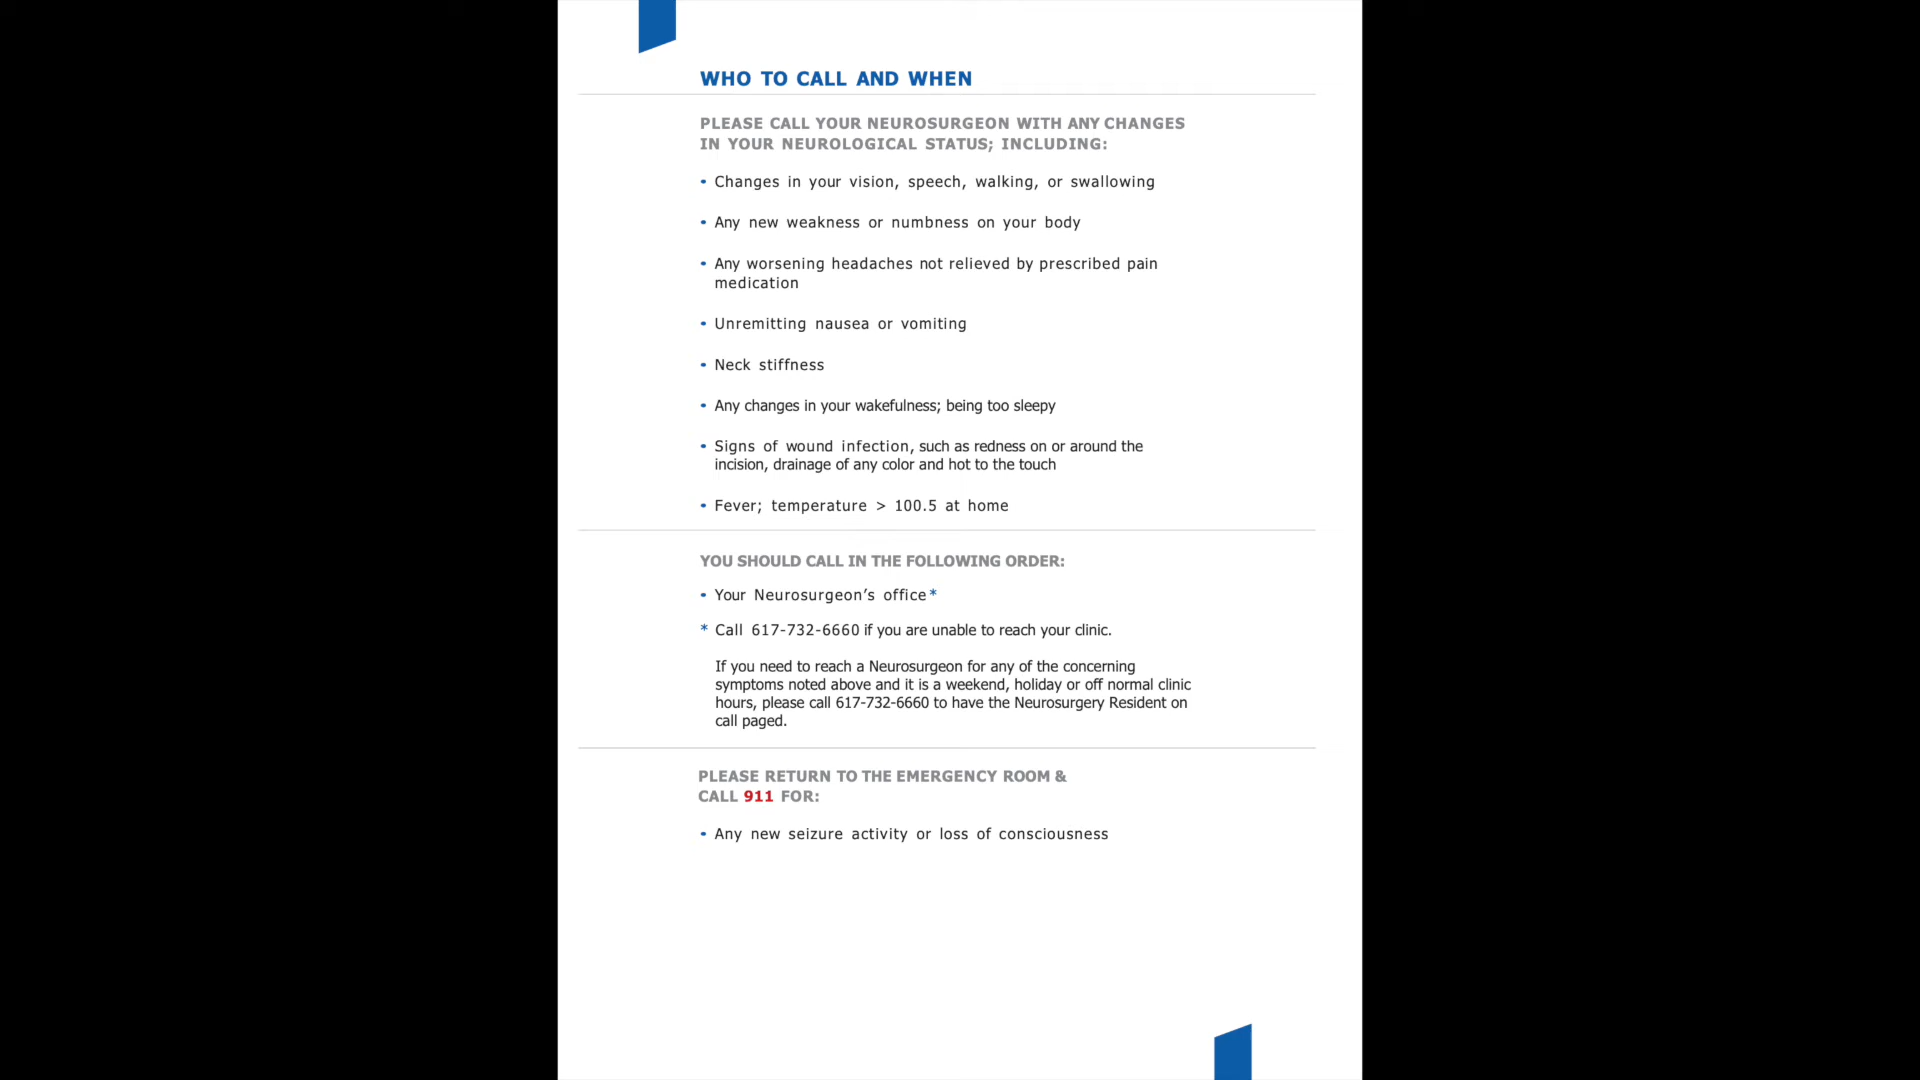 WHO TO CALL AND WHEN
PLEASE CALL YOUR NEUROSURGEON WITH ANY CHANGES
IN YOUR NEUROLOGICAL STATUS; INCLUDING:
• Changes in your vision, speech, walking, or swallowing
• Any new weakness or numbness on your body
• Any worsening headaches not relieved by prescribed pain
medication
• Unremitting nausea or vomiting
• Neck stiffness
• Any changes in your wakefulness; being too sleepy
• Signs of wound infection, such as redness on or around the
incision, drainage of any color and hot to the touch
• Fever; temperature > 100.5 at home
YOU SHOULD CALL IN THE FOLLOWING ORDER:
• Your Neurosurgeon’s office*
* Call 617-732-6660 if you are unable to reach your clinic.
If you need to reach a Neurosurgeon for any of the concerning
symptoms noted above and it is a weekend, holiday or off normal clinic
hours, please call 617-732-6660 to have the Neurosurgery Resident on
call paged.
PLEASE RETURN TO THE EMERGENCY ROOM &
CALL 911 FOR:
• Any new seizure activity or loss of consciousness